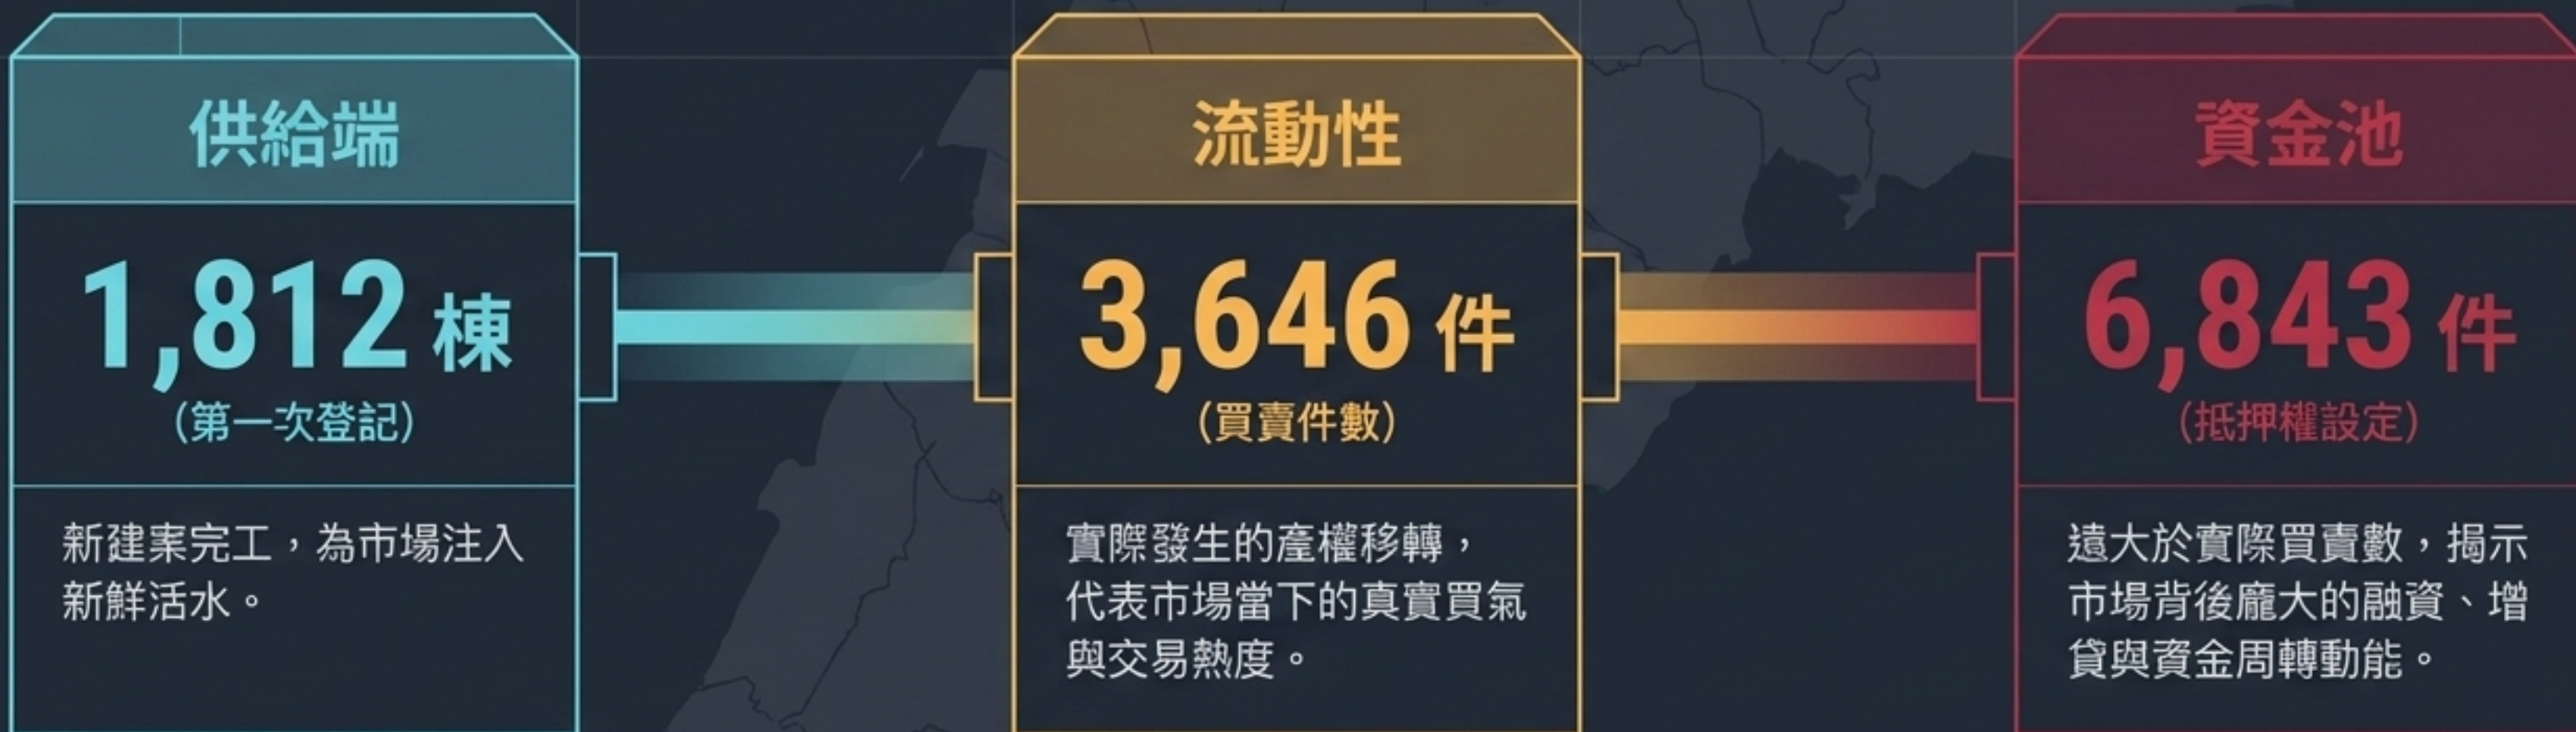 供給端
1,812 棟
(第一次登記)
新建案完工，為市場注入
新鮮活水。
流動性
3,646 件
(買賣件數)
實際發生的產權移轉，
代表市場當下的真實買氣
與交易熱度。
資金池
6,843 件
(抵押權設定)
遠大於實際買賣數，揭示
市場背後龐大的融資、增
貸與資金周轉動能。